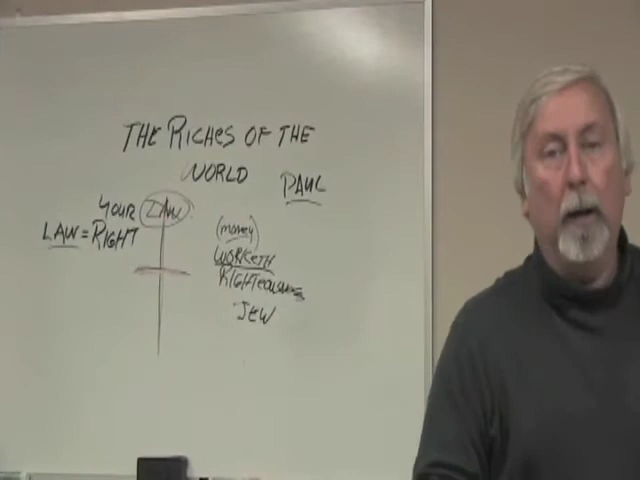 THE RICHES OF THE
WORLD
PAUL
YOUR LAW
LAW = RIGHT
(money)
WORKETH
RIGHTEOUSNESS
JEW